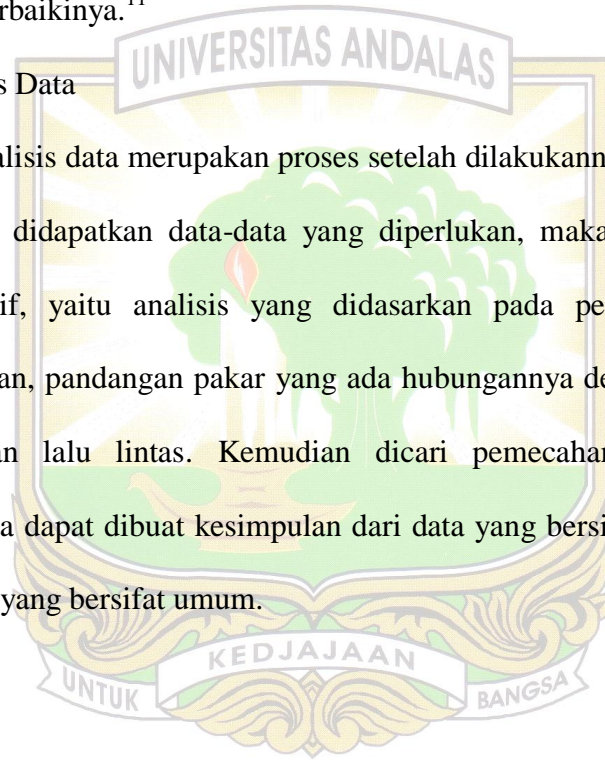 rbaikinya.
UNIVERSITAS ANDALAS
s Data
alisis data merupakan proses setelah dilakukann
didapatkan data-data yang diperlukan, maka
if, yaitu analisis yang didasarkan pada pe
an, pandangan pakar yang ada hubungannya de
an lalu lintas. Kemudian dicari pemecahan
a dapat dibuat kesimpulan dari data yang bersi
yang bersifat umum.
KEDJAJAAN
UNTUK BANGSA